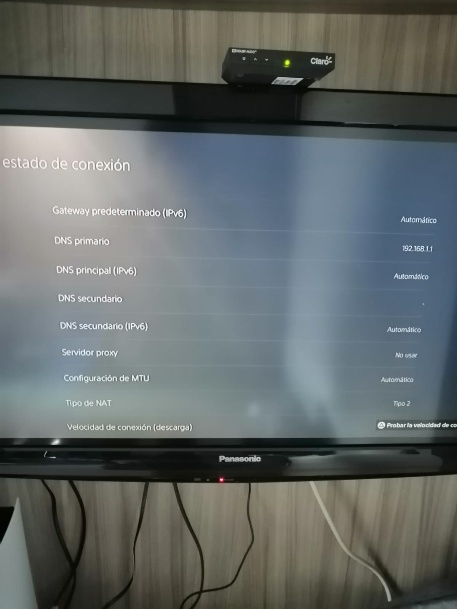 Claro
estado de conexión
Gateway predeterminado (IPv6)
Automático
DNS primario
192.168.1.1
DNS principal (IPv6)
Automático
DNS secundario
DNS secundario (IPv6)
Automático
Servidor proxy
No usar
Configuración de MTU
Automático
Tipo de NAT
Tipo 2
Velocidad de conexión (descarga)
Probar la velocidad de co
Panasonic